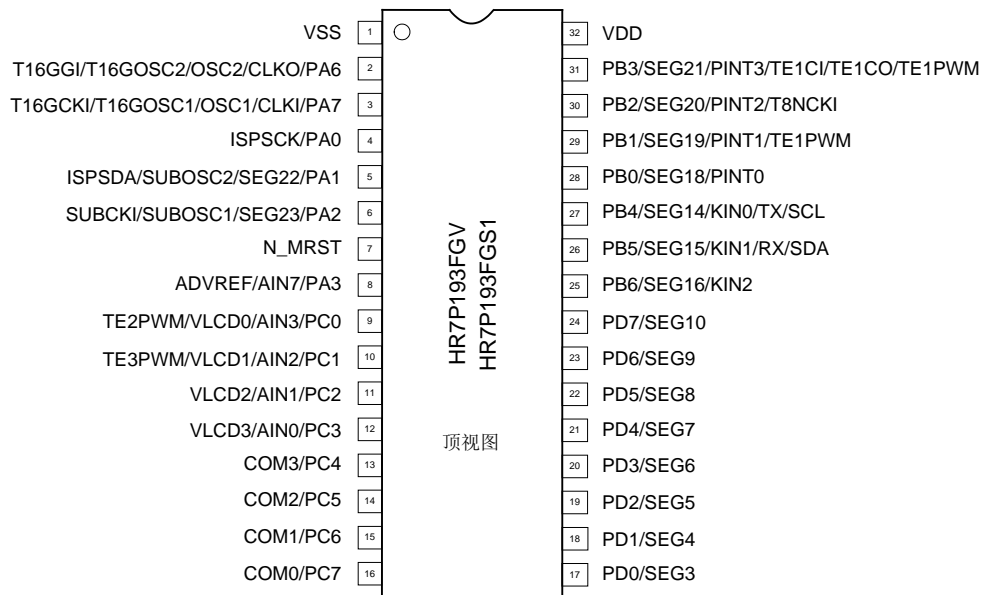 VSS 1 32 VDD
T16GGI/T16GOSC2/OSC2/CLKO/PA6 2 31 PB3/SEG21/PINT3/TE1CI/TE1CO/TE1PWM
T16GCKI/T16GOSC1/OSC1/CLKI/PA7 3 30 PB2/SEG20/PINT2/T8NCKI
ISPSCK/PA0 4 29 PB1/SEG19/PINT1/TE1PWM
ISPSDA/SUBOSC2/SEG22/PA1 5 28 PB0/SEG18/PINT0
SUBCKI/SUBOSC1/SEG23/PA2 6 27 PB4/SEG14/KIN0/TX/SCL
N_MRST 7 26 PB5/SEG15/KIN1/RX/SDA
ADVREF/AIN7/PA3 8 25 PB6/SEG16/KIN2
TE2PWM/VLCD0/AIN3/PC0 9 24 PD7/SEG10
TE3PWM/VLCD1/AIN2/PC1 10 23 PD6/SEG9
VLCD2/AIN1/PC2 11 22 PD5/SEG8
VLCD3/AIN0/PC3 12 21 PD4/SEG7
COM3/PC4 13 20 PD3/SEG6
COM2/PC5 14 19 PD2/SEG5
COM1/PC6 15 18 PD1/SEG4
COM0/PC7 16 17 PD0/SEG3
HR7P193FGV
HR7P193FGS1
顶视图